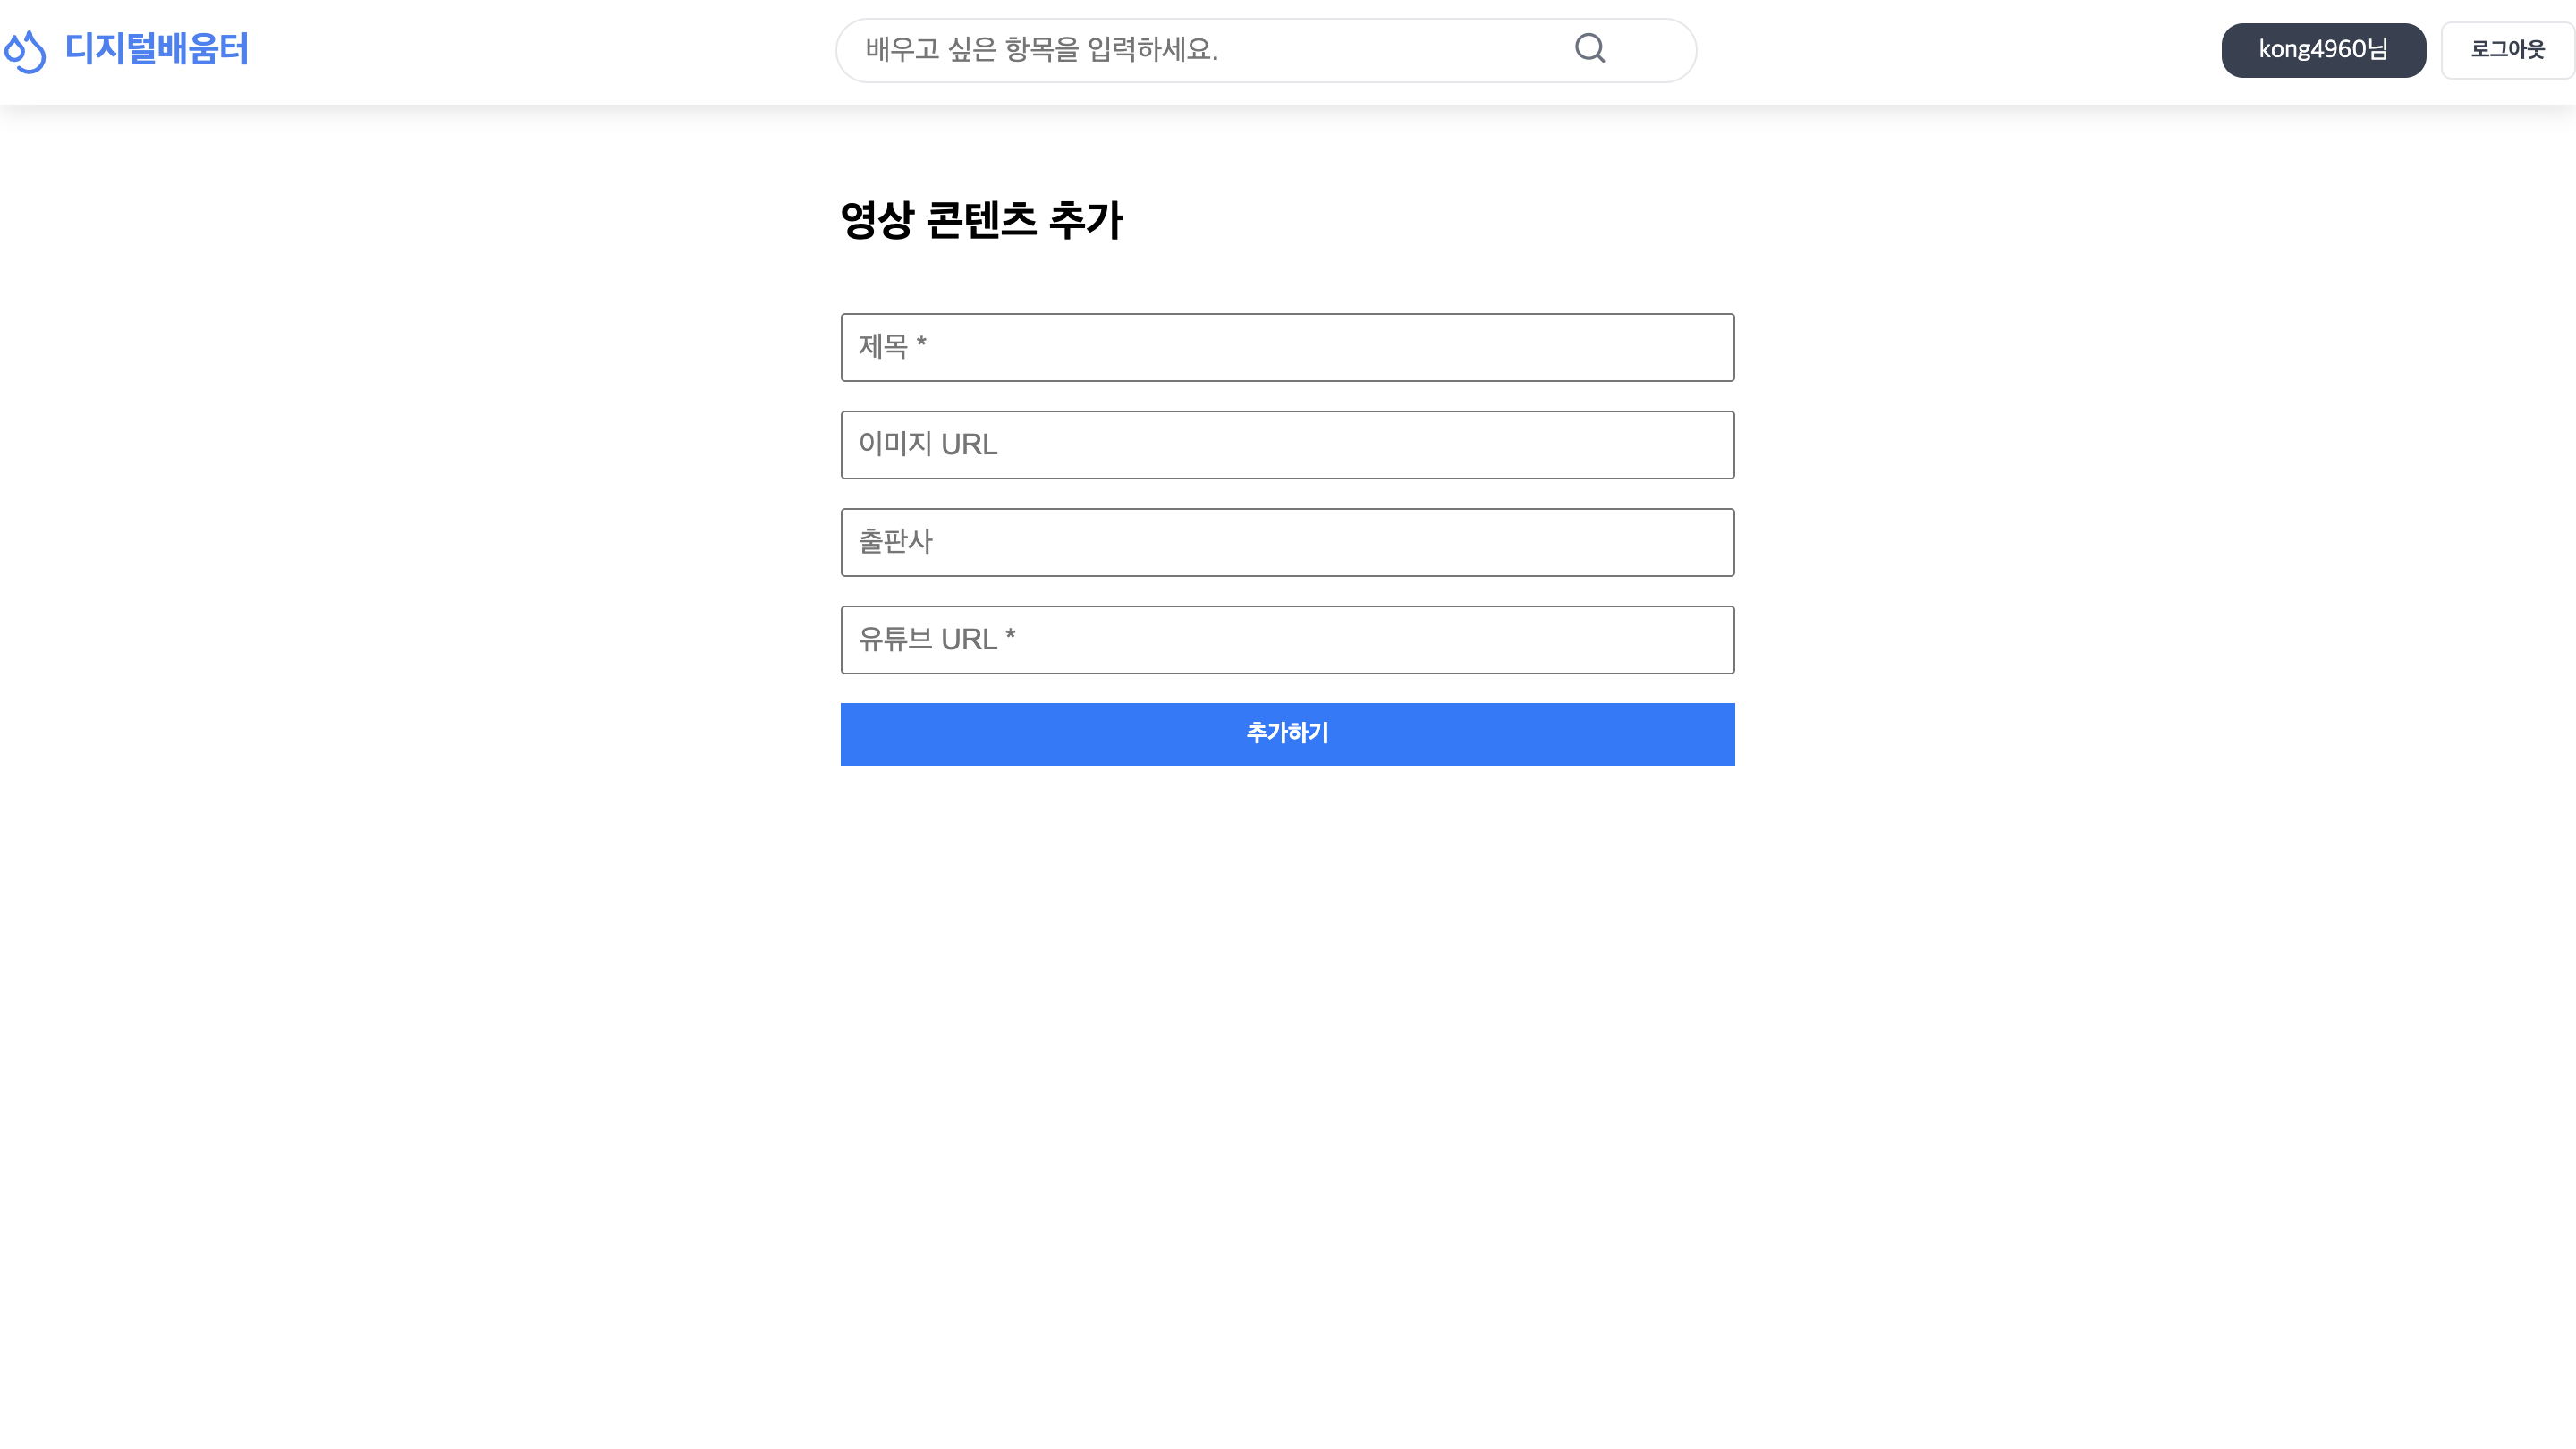 디지털배움터
배우고 싶은 항목을 입력하세요.
kong4960님
로그아웃
영상 콘텐츠 추가
제목 *
이미지 URL
출판사
유튜브 URL *
추가하기